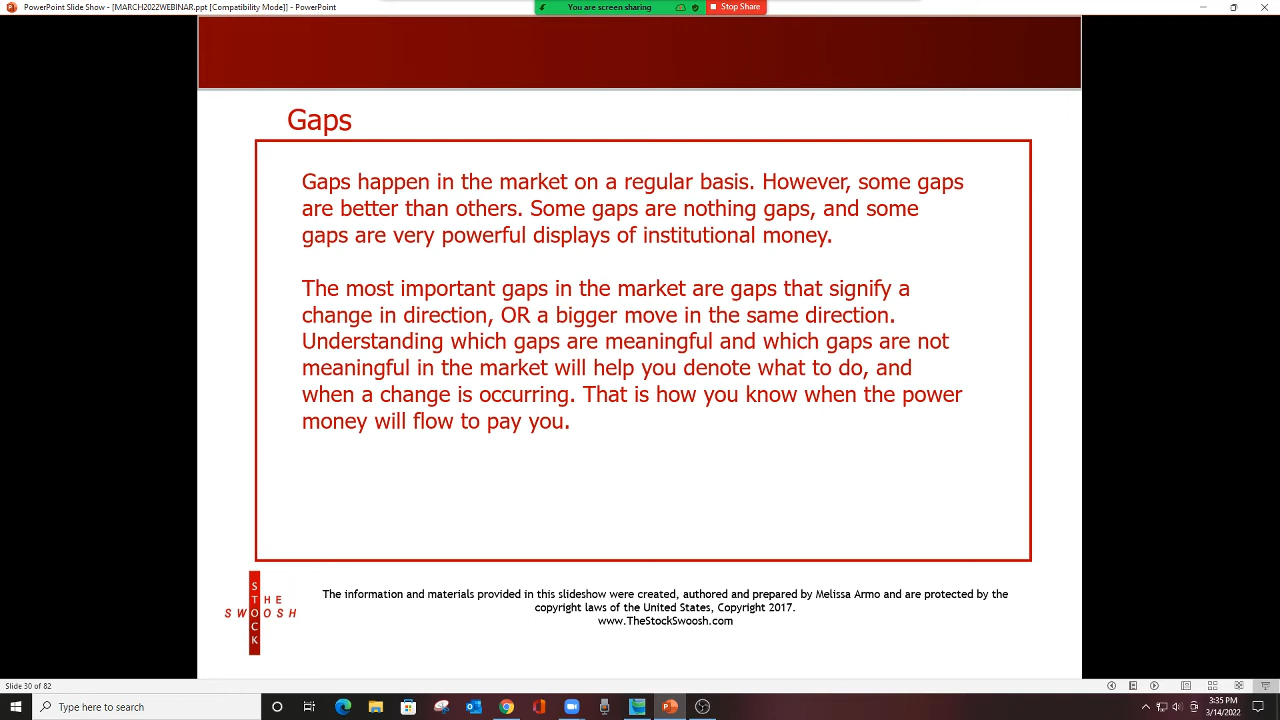 PowerPoint Slide Show - [MARCH2022WEBINAR.ppt [Compatibility Mode]] - PowerPoint
You are screen sharing
Stop Share
Gaps
Gaps happen in the market on a regular basis. However, some gaps
are better than others. Some gaps are nothing gaps, and some
gaps are very powerful displays of institutional money.
The most important gaps in the market are gaps that signify a
change in direction, OR a bigger move in the same direction.
Understanding which gaps are meaningful and which gaps are not
meaningful in the market will help you denote what to do, and
when a change is occurring. That is how you know when the power
money will flow to pay you.
THE
STOCK
SWOOSH
The information and materials provided in this slideshow were created, authored and prepared by Melissa Armo and are protected by the
copyright laws of the United States, Copyright 2017.
www.TheStockSwoosh.com
Slide 30 of 82
Type here to search
3:35 PM
3/14/2022